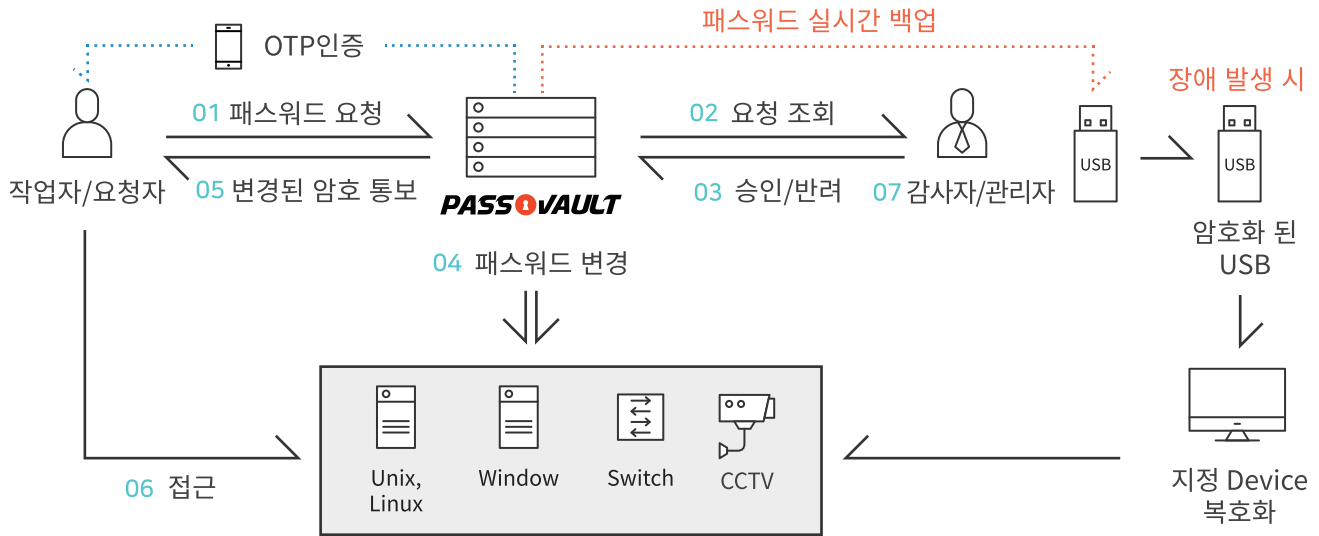 패스워드 실시간 백업
OTP인증
장애 발생 시
01 패스워드 요청
02 요청 조회
USB
USB
작업자/요청자
05 변경된 암호 통보
PASSOVAULT
03 승인/반려
07 감사자/관리자
암호화 된
USB
04 패스워드 변경
Unix,
Linux
Window
Switch
CCTV
06 접근
지정 Device
복호화